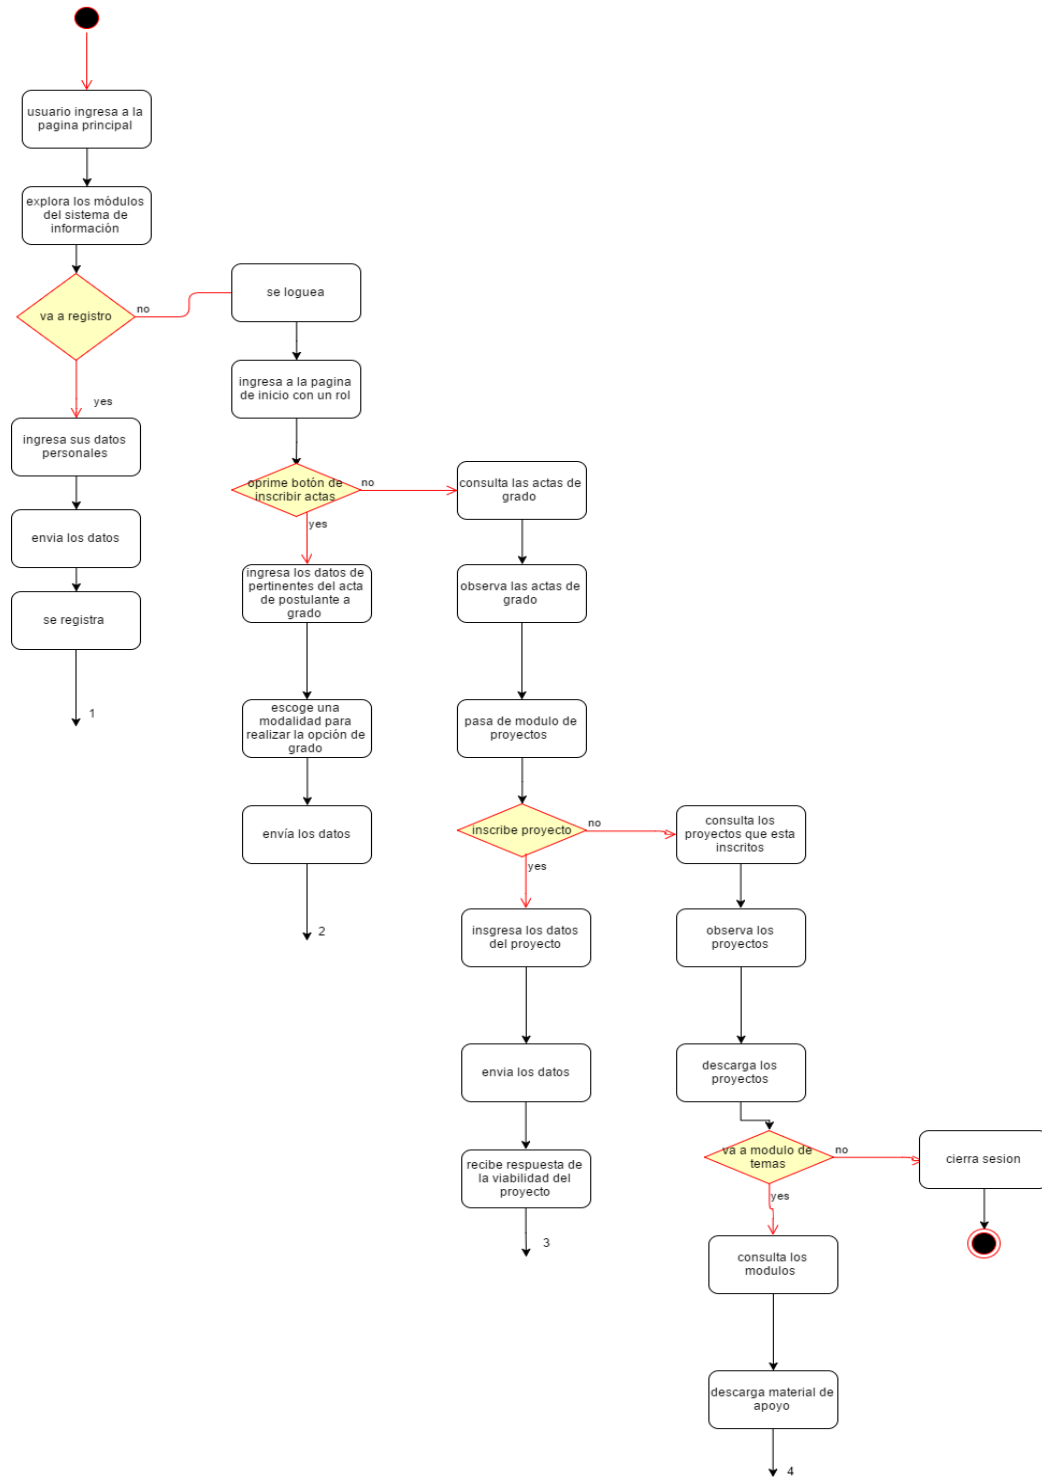 usuario ingresa a la
pagina principal
explora los módulos
del sistema de
información
va a registro
no
yes
ingresa sus datos
personales
envia los datos
se registra
1
se loguea
ingresa a la pagina
de inicio con un rol
oprime botón de
inscribir actas
no
yes
ingresa los datos de
pertinentes del acta
de postulante a
grado
escoge una
modalidad para
realizar la opción de
grado
envía los datos
2
consulta las actas de
grado
observa las actas de
grado
pasa de modulo de
proyectos
inscribe proyecto
no
yes
insgresa los datos
del proyecto
envia los datos
recibe respuesta de
la viabilidad del
proyecto
3
consulta los
proyectos que esta
inscritos
observa los
proyectos
descarga los
proyectos
va a modulo de
temas
no
yes
consulta los
modulos
descarga material de
apoyo
4
cierra sesion